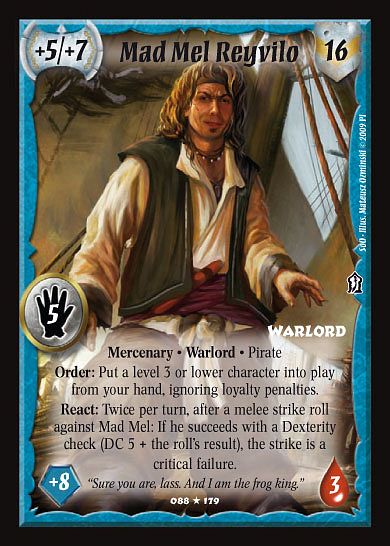 +5/+7
Mad Mel Reyvilo
16
SOO • Illus. Mateusz Ozminski © 2009 PI
5
WARLORD
Mercenary • Warlord • Pirate
Order: Put a level 3 or lower character into play
from your hand, ignoring loyalty penalties.
React: Twice per turn, after a melee strike roll
against Mad Mel: If he succeeds with a Dexterity
check (DC 5 + the roll's result), the strike is a
critical failure.
+8
"Sure you are, lass. And I am the frog king."
3
088 ★ 179